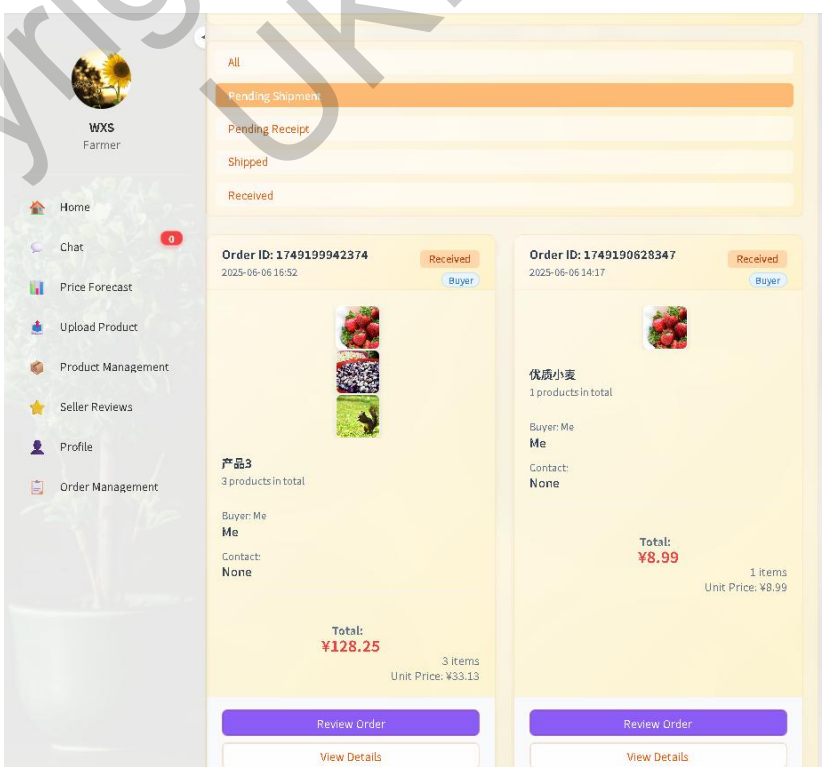 WXS
Farmer
Home
Chat
0
Price Forecast
Upload Product
Product Management
Seller Reviews
Profile
Order Management
All
Pending Shipment
Pending Receipt
Shipped
Received
Order ID: 1749199942374
Received
2025-06-06 16:52
Buyer
产品3
3 products in total
Buyer: Me
Me
Contact:
None
Total:
¥128.25
3 items
Unit Price: ¥33.13
Review Order
View Details
Order ID: 1749190628347
Received
2025-06-06 14:17
Buyer
优质小麦
1 products in total
Buyer: Me
Me
Contact:
None
Total:
¥8.99
1 items
Unit Price: ¥8.99
Review Order
View Details